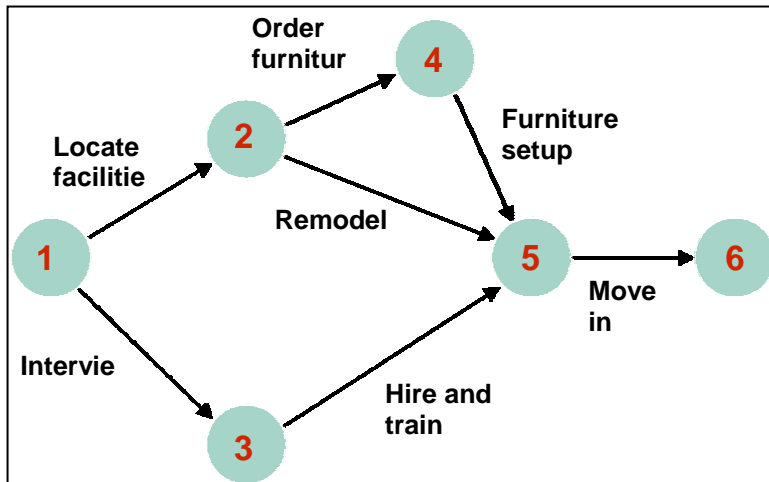 Order
furnitur
4
2
Furniture
setup
Locate
facilitie
Remodel
1
5
6
Move
in
Intervie
Hire and
train
3